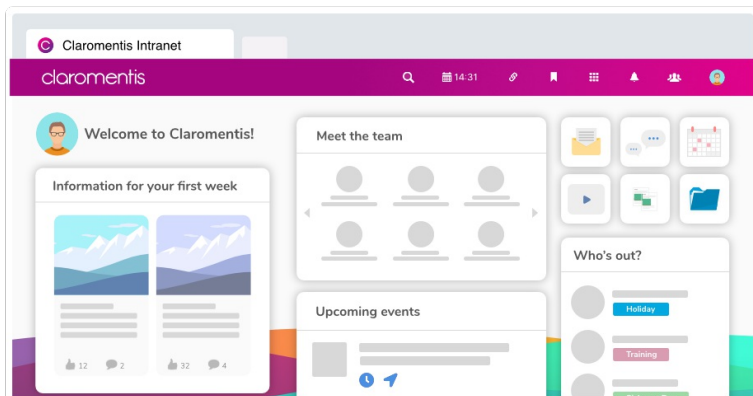 Claromentis Intranet
claromentis
14:31
Welcome to Claromentis!
Information for your first week
12
2
32
4
Meet the team
Upcoming events
Who's out?
Holiday
Training